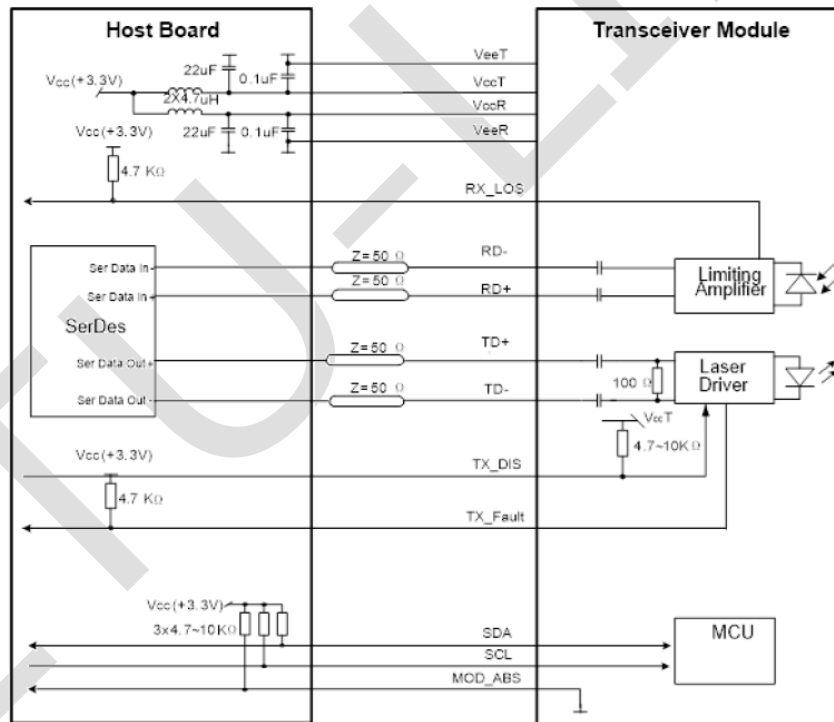 Host Board
Transceiver Module
VeeT
22uF
0.1uF
Vcc(+3.3V)
VccT
2X4.7uH
VccR
Vcc(+3.3V)
22uF
0.1uF
VeeR
4.7 KΩ
RX_LOS
Z=50 Ω
RD-
Ser Data In -
Z=50 Ω
Limiting
Amplifier
Ser Data In +
RD+
SerDes
Z=50 Ω
TD+
Ser Data Out +
Laser
Driver
Z=50 Ω
100 Ω
Ser Data Out -
TD-
VccT
4.7~10KΩ
Vcc(+3.3V)
TX_DIS
4.7 KΩ
TX_Fault
Vcc(+3.3V)
3x4.7~10KΩ
SDA
MCU
SCL
MOD_ABS